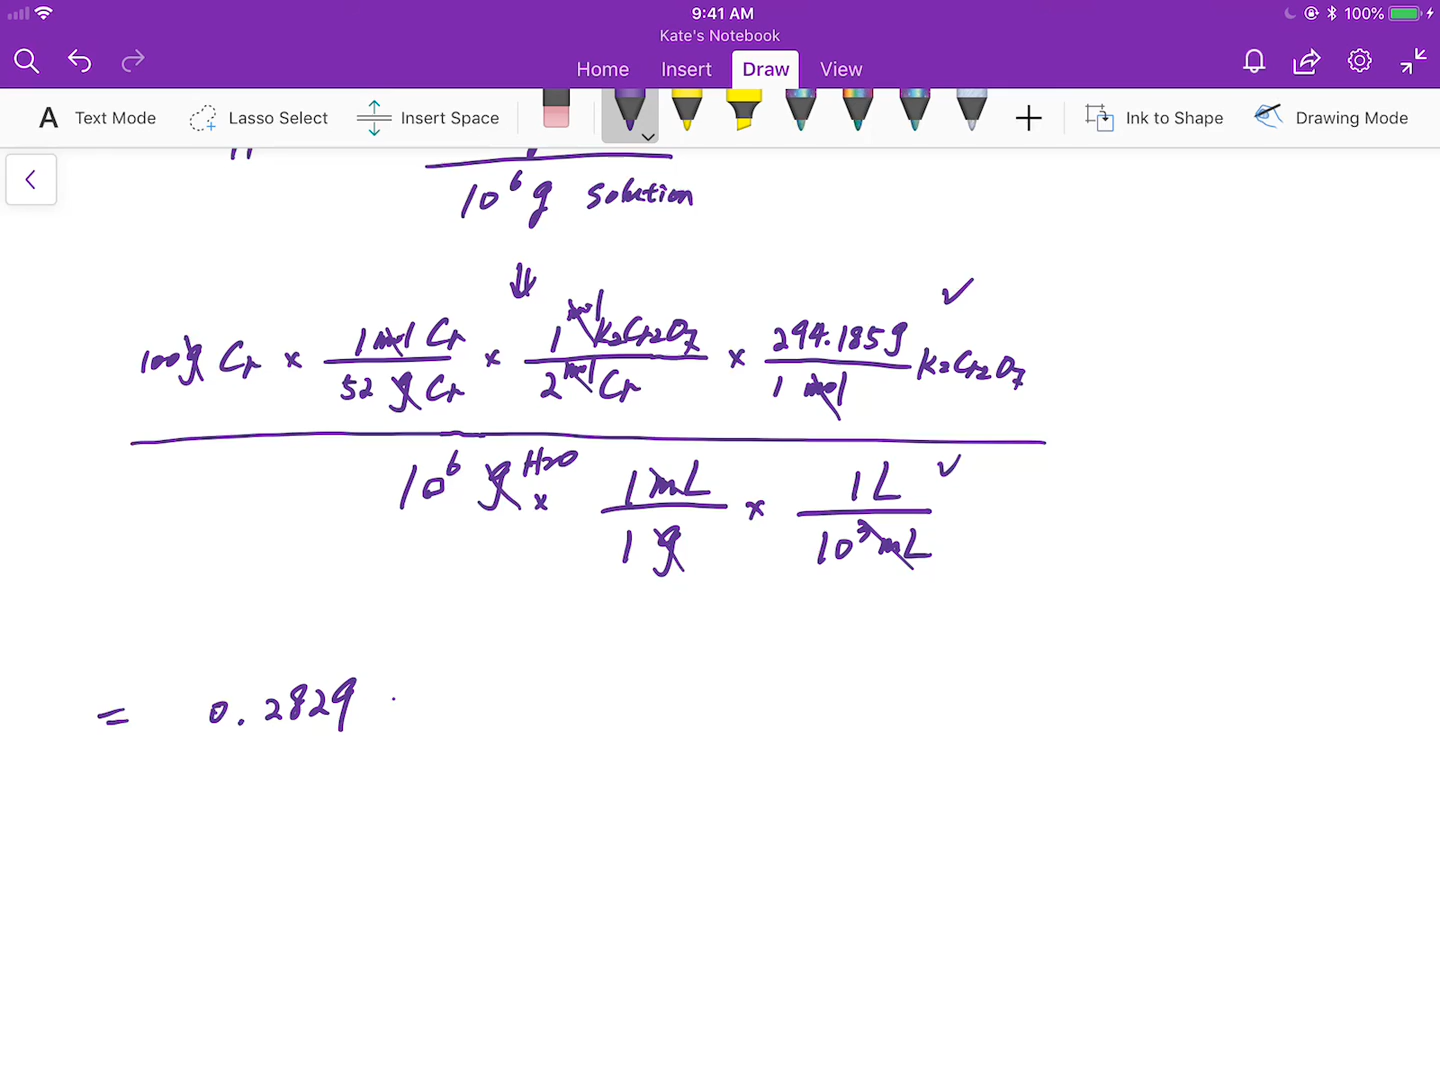 9:41 AM
100%
Kate's Notebook
Home Insert Draw View
A Text Mode Lasso Select Insert Space Ink to Shape Drawing Mode
10⁶ g solution
100 g Cr × 1 mol Cr / 52 g Cr × 1 mol K₂Cr₂O₇ / 2 mol Cr × 294.185 g / 1 mol K₂Cr₂O₇ ✓
10⁶ g H₂O × 1 mL / 1 g × 1 L / 10³ mL ✓
= 0.2829